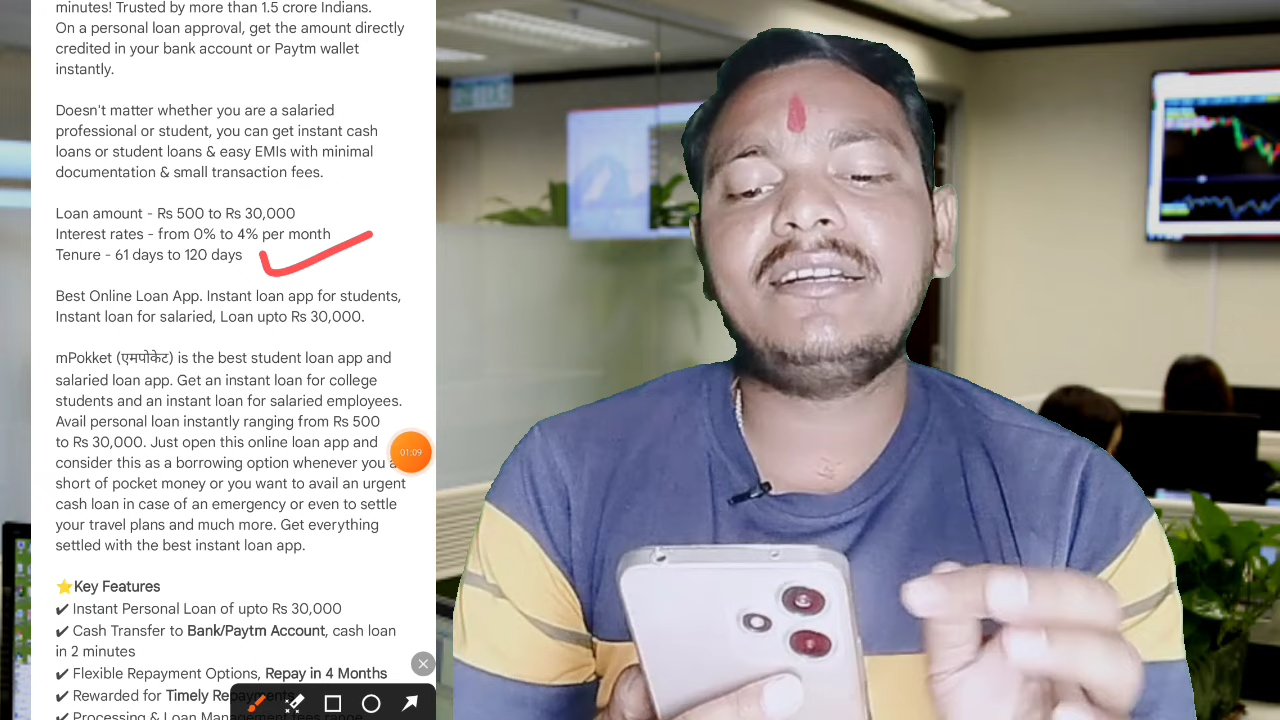 minutes! Trusted by more than 1.5 crore Indians.
On a personal loan approval, get the amount directly
credited in your bank account or Paytm wallet
instantly.
Doesn't matter whether you are a salaried
professional or student, you can get instant cash
loans or student loans & easy EMIs with minimal
documentation & small transaction fees.
Loan amount - Rs 500 to Rs 30,000
Interest rates - from 0% to 4% per month
Tenure - 61 days to 120 days
Best Online Loan App. Instant loan app for students,
Instant loan for salaried, Loan upto Rs 30,000.
mPokket (एमपोकेट) is the best student loan app and
salaried loan app. Get an instant loan for college
students and an instant loan for salaried employees.
Avail personal loan instantly ranging from Rs 500
to Rs 30,000. Just open this online loan app and
consider this as a borrowing option whenever you
short of pocket money or you want to avail an urgent
cash loan in case of an emergency or even to settle
your travel plans and much more. Get everything
settled with the best instant loan app.
01:09
⭐Key Features
✔ Instant Personal Loan of upto Rs 30,000
✔ Cash Transfer to Bank/Paytm Account, cash loan
in 2 minutes
✔ Flexible Repayment Options, Repay in 4 Months
✔ Rewarded for Timely Repayments
✔ Processing & Loan Management fees range